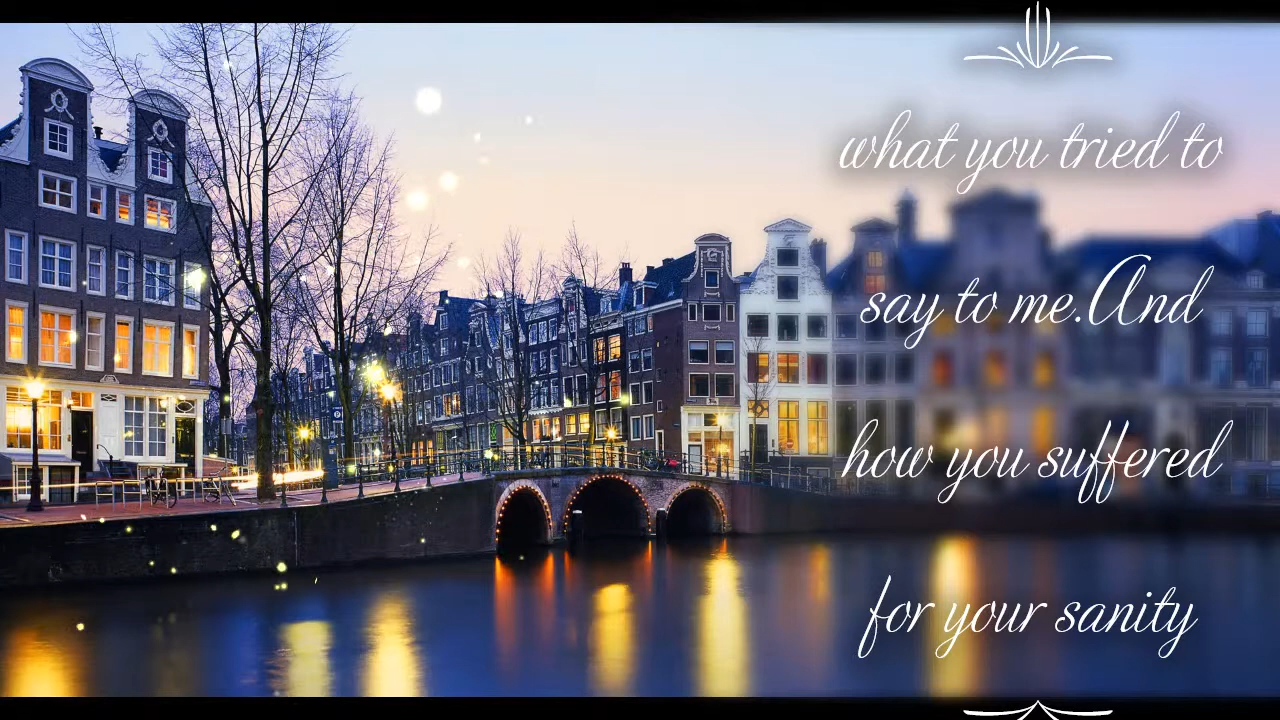 what you tried to
say to me.And
how you suffered
for your sanity